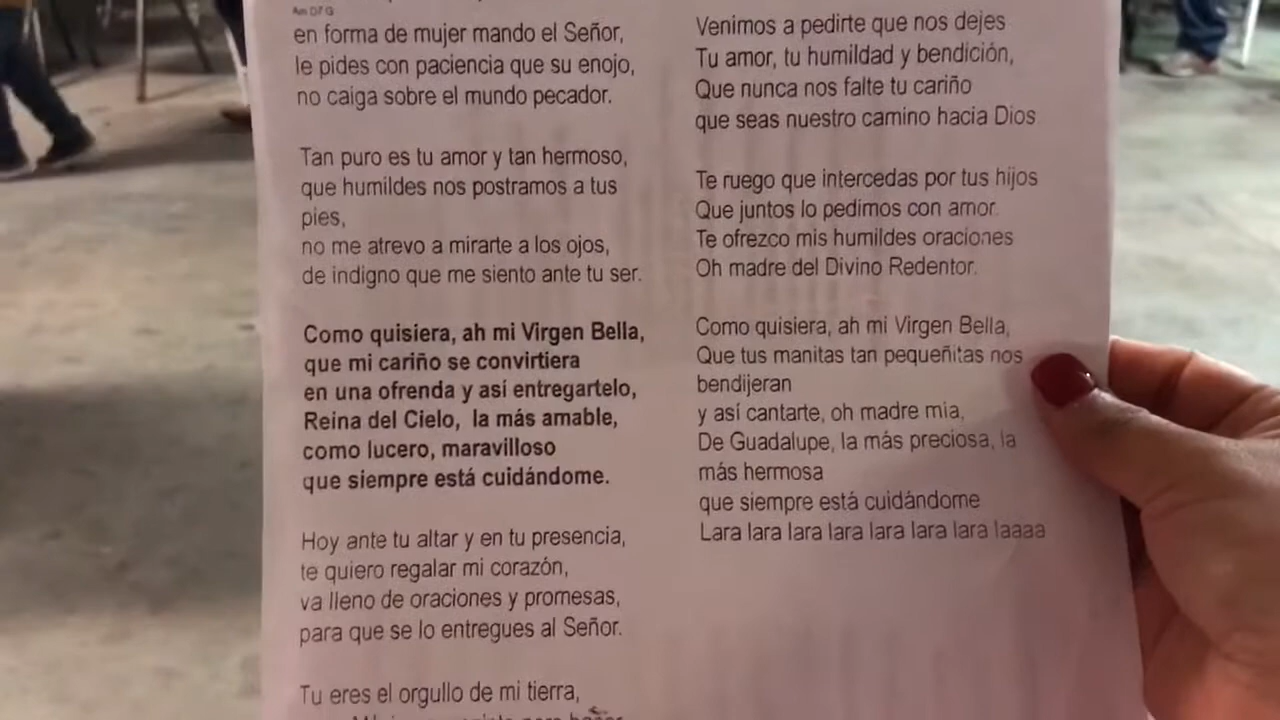 Am D7 G
en forma de mujer mando el Señor,
le pides con paciencia que su enojo,
no caiga sobre el mundo pecador.
Tan puro es tu amor y tan hermoso,
que humildes nos postramos a tus
pies,
no me atrevo a mirarte a los ojos,
de indigno que me siento ante tu ser.
Como quisiera, ah mi Virgen Bella,
que mi cariño se convirtiera
en una ofrenda y así entregartelo,
Reina del Cielo, la más amable,
como lucero, maravilloso
que siempre está cuidándome.
Hoy ante tu altar y en tu presencia,
te quiero regalar mi corazón,
va lleno de oraciones y promesas,
para que se lo entregues al Señor.
Tu eres el orgullo de mi tierra,
Venimos a pedirte que nos dejes
Tu amor, tu humildad y bendición,
Que nunca nos falte tu cariño
que seas nuestro camino hacia Dios
Te ruego que intercedas por tus hijos
Que juntos lo pedimos con amor.
Te ofrezco mis humildes oraciones
Oh madre del Divino Redentor.
Como quisiera, ah mi Virgen Bella,
Que tus manitas tan pequeñitas nos
bendijeran
y así cantarte, oh madre mia,
De Guadalupe, la más preciosa, la
más hermosa
que siempre está cuidándome
Lara lara lara lara lara lara lara laaaa